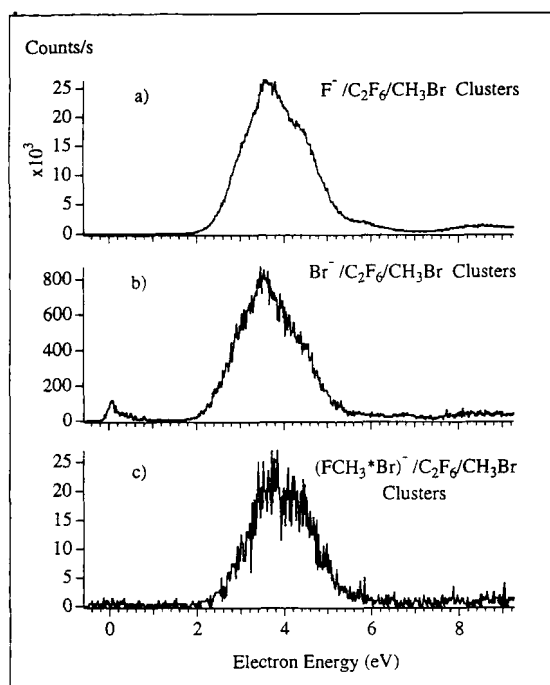 Counts/s
a)
F⁻ /C₂F₆/CH₃Br Clusters
x10³
25
20
15
10
5
0
b)
Br⁻ /C₂F₆/CH₃Br Clusters
800
600
400
200
0
c)
(FCH₃*Br)⁻ /C₂F₆/CH₃Br
Clusters
25
20
15
10
5
0
0 2 4 6 8
Electron Energy (eV)